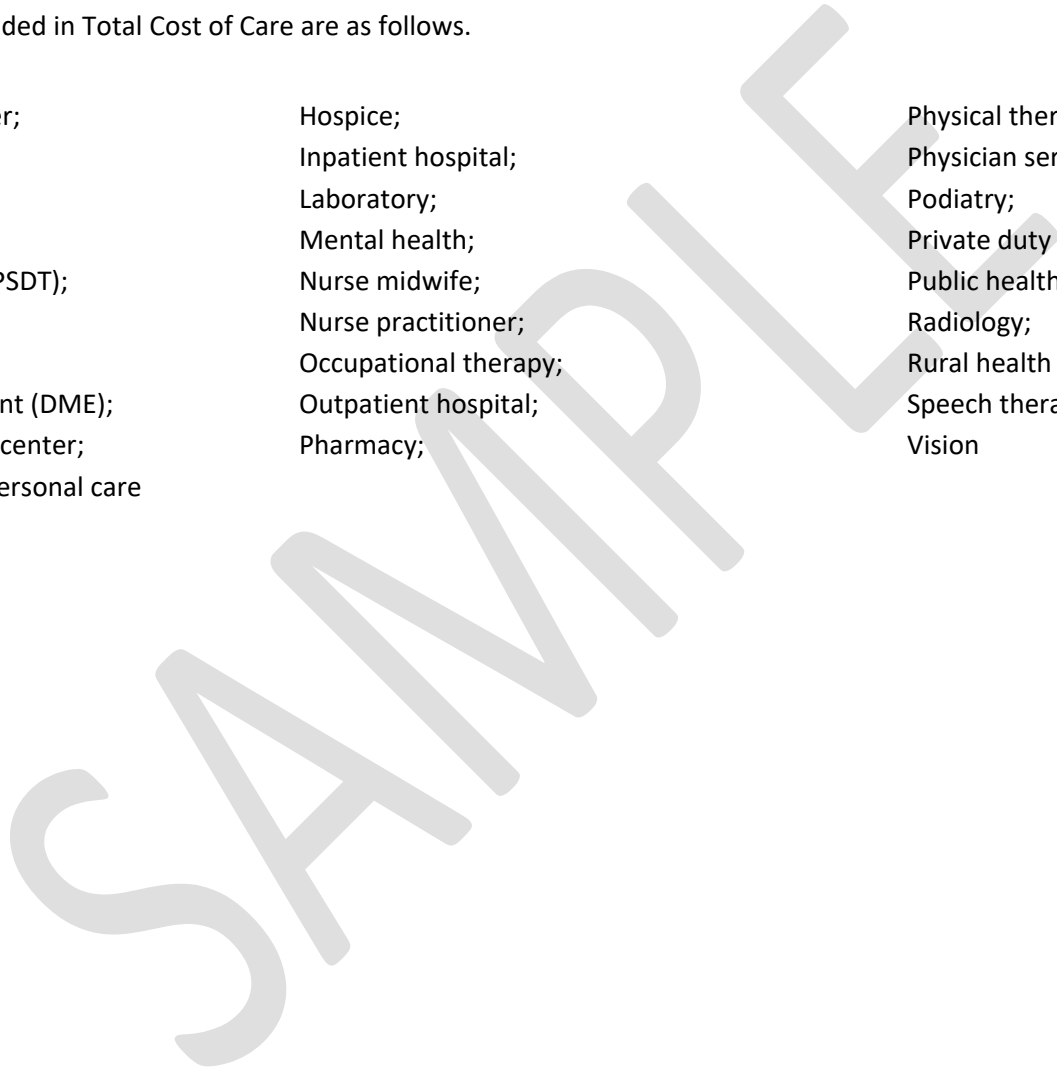 ded in Total Cost of Care are as follows.
er;
PSDT);
nt (DME);
center;
ersonal care
Hospice;
Inpatient hospital;
Laboratory;
Mental health;
Nurse midwife;
Nurse practitioner;
Occupational therapy;
Outpatient hospital;
Pharmacy;
Physical ther
Physician ser
Podiatry;
Private duty
Public health
Radiology;
Rural health
Speech thera
Vision
SAMPLE